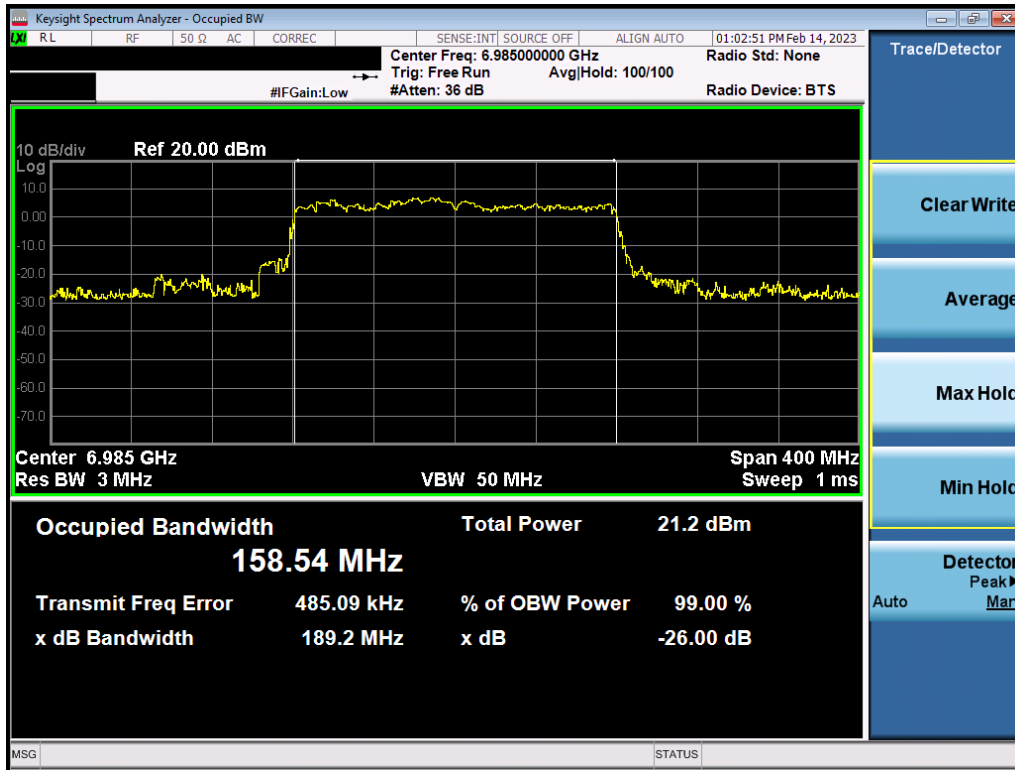 Keysight Spectrum Analyzer - Occupied BW
LXI RL RF 50 Ω AC CORREC SENSE:INT SOURCE OFF ALIGN AUTO 01:02:51 PM Feb 14, 2023
Center Freq: 6.985000000 GHz Radio Std: None
Trig: Free Run Avg|Hold: 100/100
#IFGain:Low #Atten: 36 dB Radio Device: BTS
10 dB/div Ref 20.00 dBm
Log
10.0
0.00
-10.0
-20.0
-30.0
-40.0
-50.0
-60.0
-70.0
Center 6.985 GHz Span 400 MHz
Res BW 3 MHz VBW 50 MHz Sweep 1 ms
Occupied Bandwidth Total Power 21.2 dBm
158.54 MHz
Transmit Freq Error 485.09 kHz % of OBW Power 99.00 %
x dB Bandwidth 189.2 MHz x dB -26.00 dB
MSG STATUS
Trace/Detector
Clear Write
Average
Max Hold
Min Hold
Detector
Peak▶
Auto Man